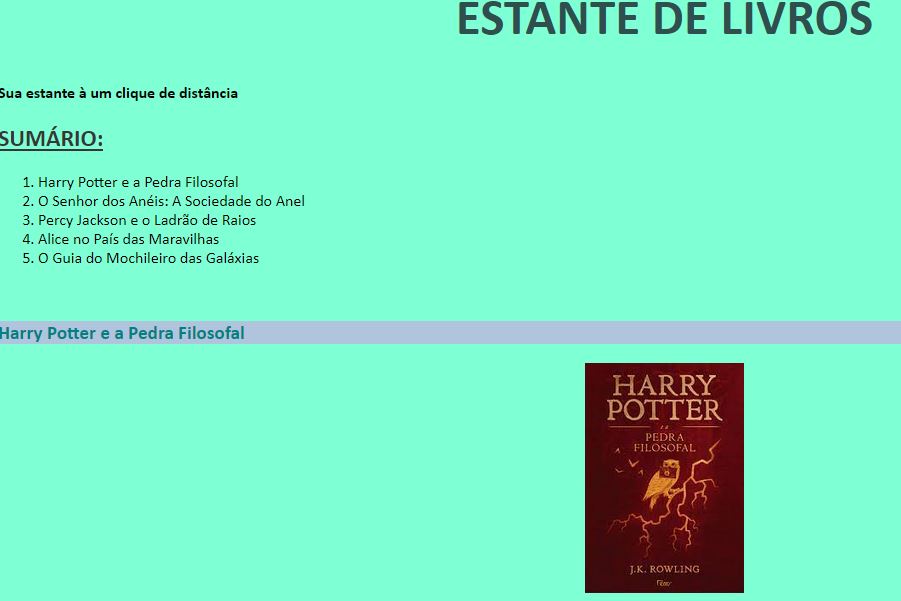 ESTANTE DE LIVROS
Sua estante à um clique de distância
SUMÁRIO:
1. Harry Potter e a Pedra Filosofal
2. O Senhor dos Anéis: A Sociedade do Anel
3. Percy Jackson e o Ladrão de Raios
4. Alice no País das Maravilhas
5. O Guia do Mochileiro das Galáxias
Harry Potter e a Pedra Filosofal
HARRY
POTTER
PEDRA
FILOSOFAL
J.K. ROWLING